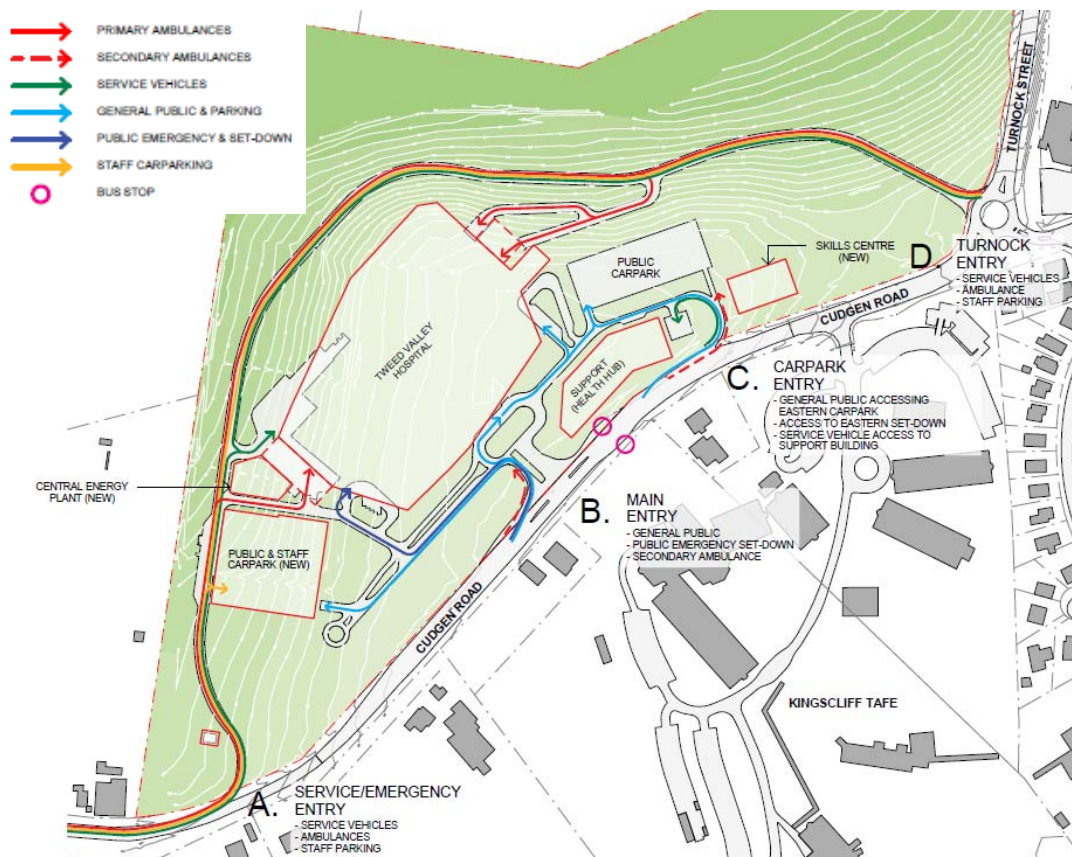 PRIMARY AMBULANCES
SECONDARY AMBULANCES
SERVICE VEHICLES
GENERAL PUBLIC & PARKING
PUBLIC EMERGENCY & SET-DOWN
STAFF CARPARKING
BUS STOP
TURNOCK STREET
SKILLS CENTRE
(NEW)
PUBLIC
CARPARK
D.
TURNOCK
ENTRY
- SERVICE VEHICLES
- AMBULANCE
- STAFF PARKING
CUDGEN ROAD
TWEED VALLEY
HOSPITAL
SUPPORT
(HEALTH HUB)
C.
CARPARK
ENTRY
- GENERAL PUBLIC ACCESSING
EASTERN CARPARK
- ACCESS TO EASTERN SET-DOWN
- SERVICE VEHICLE ACCESS TO
SUPPORT BUILDING
CENTRAL ENERGY
PLANT (NEW)
B.
MAIN
ENTRY
- GENERAL PUBLIC
- PUBLIC EMERGENCY SET-DOWN
- SECONDARY AMBULANCE
PUBLIC & STAFF
CARPARK (NEW)
CUDGEN ROAD
KINGSCLIFF TAFE
A.
SERVICE/EMERGENCY
ENTRY
- SERVICE VEHICLES
- AMBULANCES
- STAFF PARKING